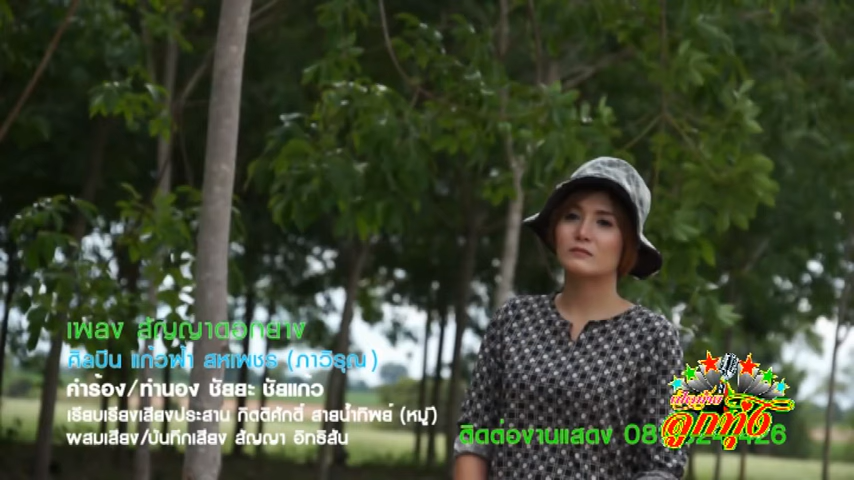 เพลง สัญญาดอกยาง
ศิลปิน แก้วฟ้า สหเพชร (ภาวิรุณ)
คำร้อง/ทำนอง ชัยยะ ชัยแกว
เรียบเรียงเสียงประสาน กิตติศักดิ์ สายน้ำทิพย์ (หมู่)
ผสมเสียง/บันทึกเสียง สัญญา อิทธิสัน
ติดต่องานแสดง
ลูกทุ่ง